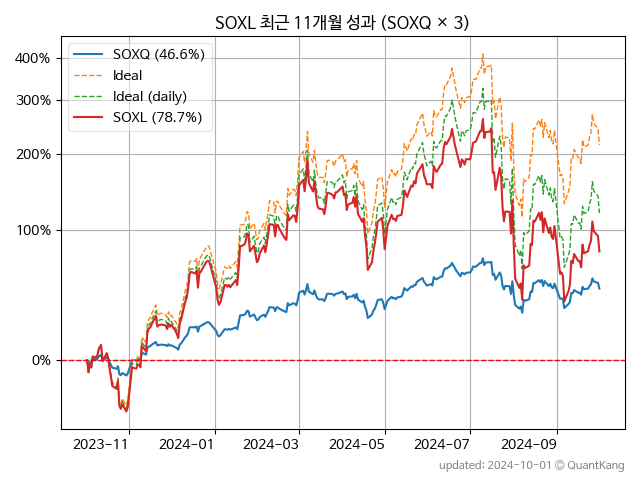 SOXL 최근 11개월 성과 (SOXQ × 3)
SOXQ (46.6%)
Ideal
Ideal (daily)
SOXL (78.7%)
400%
300%
200%
100%
0%
2023-11 2024-01 2024-03 2024-05 2024-07 2024-09
updated: 2024-10-01 © QuantKang